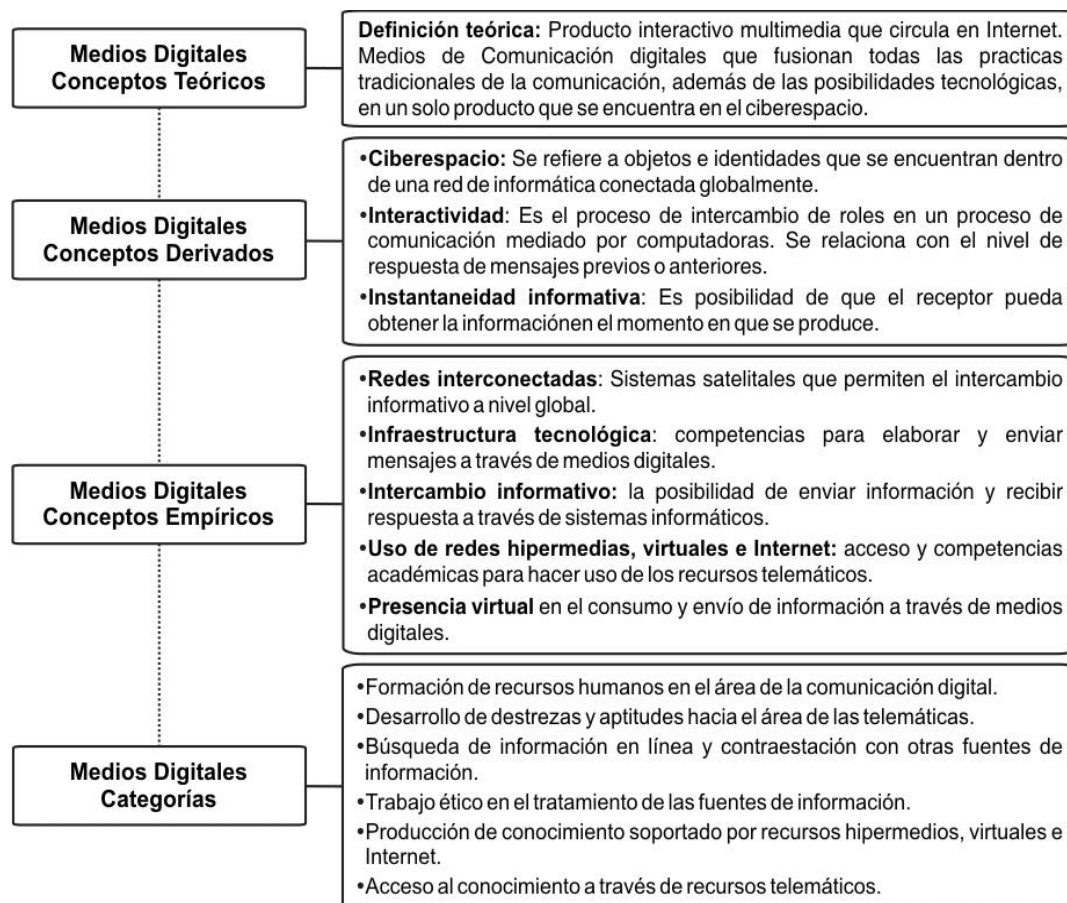 Medios Digitales
Conceptos Teóricos
Definición teórica: Producto interactivo multimedia que circula en Internet.
Medios de Comunicación digitales que fusionan todas las practicas
tradicionales de la comunicación, además de las posibilidades tecnológicas,
en un solo producto que se encuentra en el ciberespacio.
Medios Digitales
Conceptos Derivados
•Ciberespacio: Se refiere a objetos e identidades que se encuentran dentro
de una red de informática conectada globalmente.
•Interactividad: Es el proceso de intercambio de roles en un proceso de
comunicación mediado por computadoras. Se relaciona con el nivel de
respuesta de mensajes previos o anteriores.
•Instantaneidad informativa: Es posibilidad de que el receptor pueda
obtener la informaciónen el momento en que se produce.
Medios Digitales
Conceptos Empíricos
•Redes interconectadas: Sistemas satelitales que permiten el intercambio
informativo a nivel global.
•Infraestructura tecnológica: competencias para elaborar y enviar
mensajes a través de medios digitales.
•Intercambio informativo: la posibilidad de enviar información y recibir
respuesta a través de sistemas informáticos.
•Uso de redes hipermedias, virtuales e Internet: acceso y competencias
académicas para hacer uso de los recursos telemáticos.
•Presencia virtual en el consumo y envío de información a través de medios
digitales.
Medios Digitales
Categorías
•Formación de recursos humanos en el área de la comunicación digital.
•Desarrollo de destrezas y aptitudes hacia el área de las telemáticas.
•Búsqueda de información en línea y contraestación con otras fuentes de
información.
•Trabajo ético en el tratamiento de las fuentes de información.
•Producción de conocimiento soportado por recursos hipermedios, virtuales e
Internet.
•Acceso al conocimiento a través de recursos telemáticos.